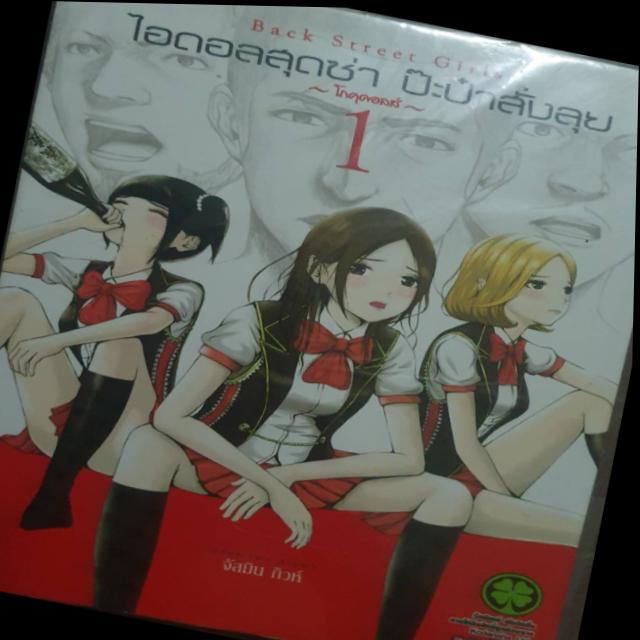 Back Street Girls
ไอดอลสุดซ่า ป๊ะป๋าสั่งลุย
~ โกคุดอลส์ ~
1
จัสมิน กิวห์